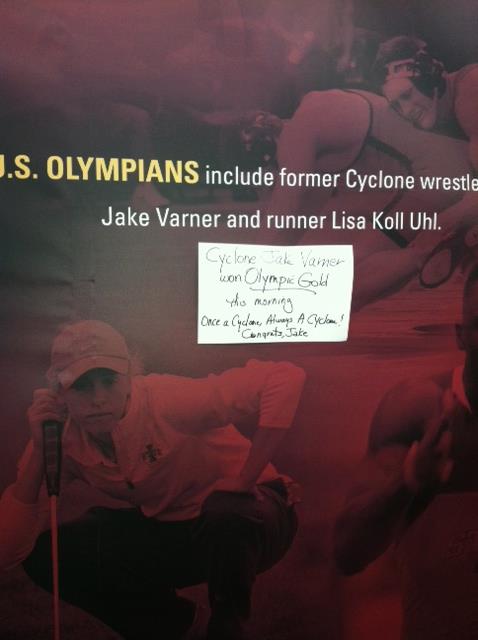 U.S. OLYMPIANS include former Cyclone wrestle
Jake Varner and runner Lisa Koll Uhl.
Cyclone Jake Varner
won Olympic Gold
this morning
Once a Cyclone, Always A Cyclone!
Congrats, Jake